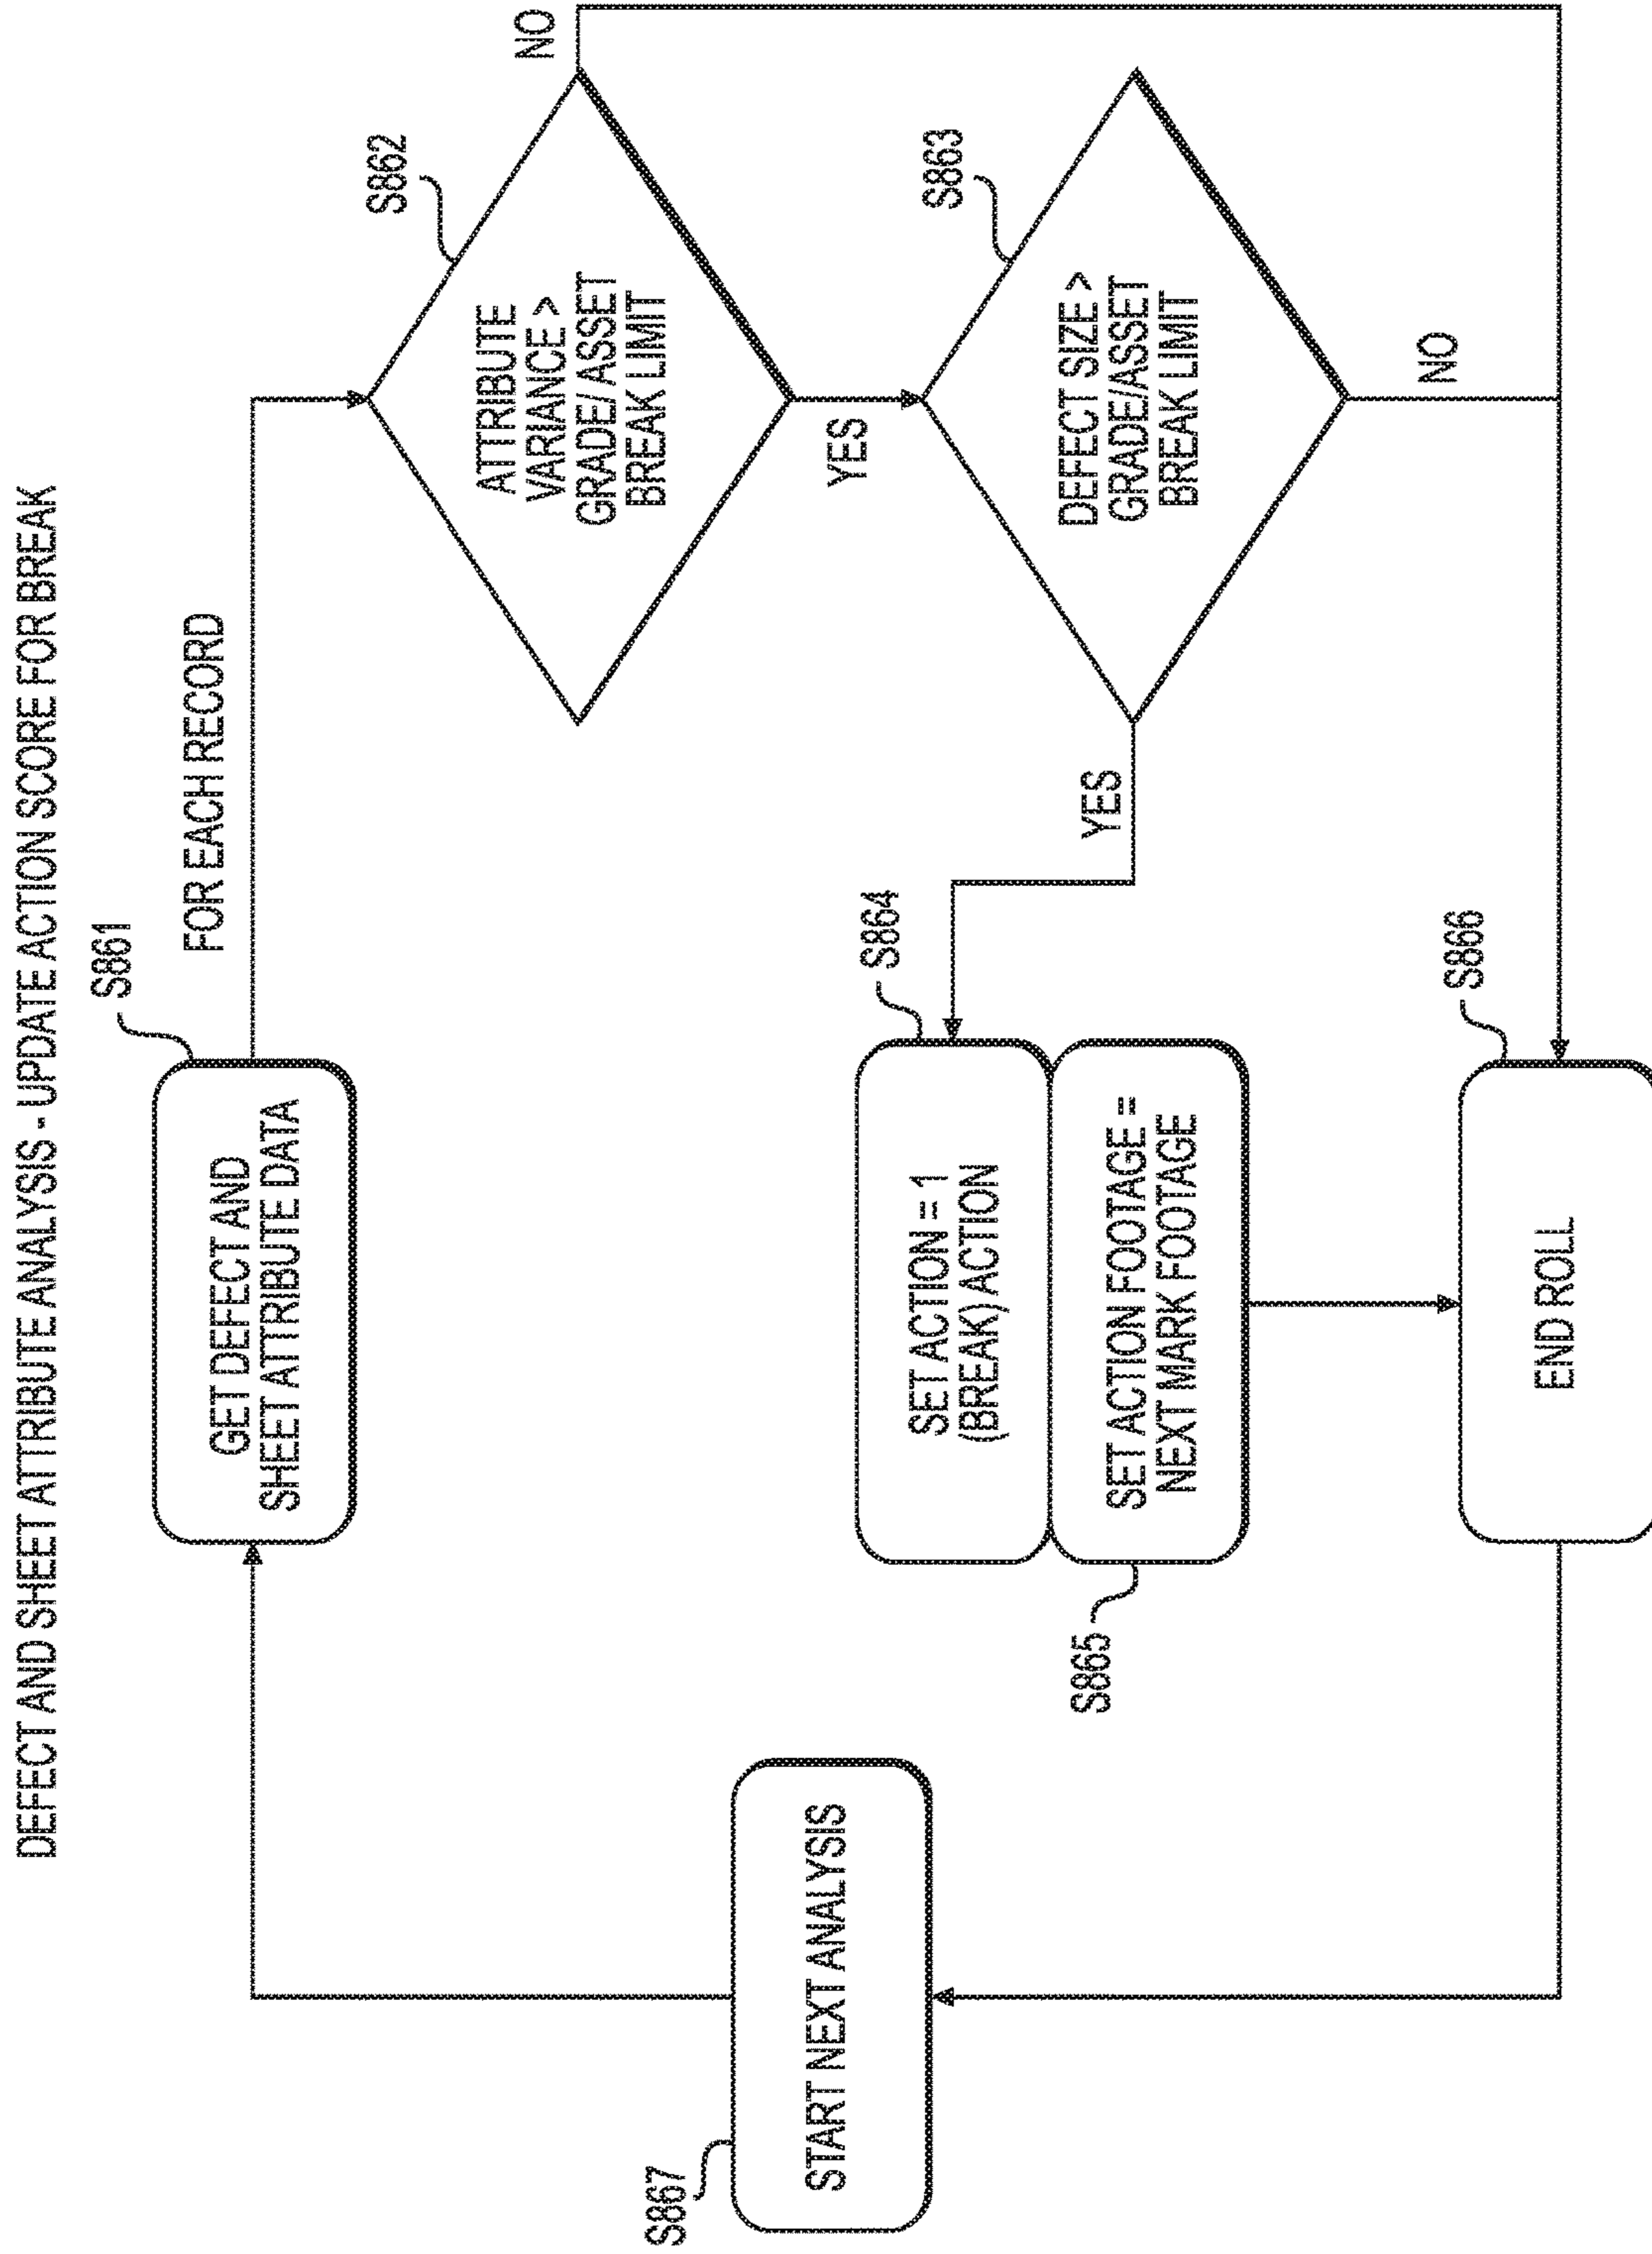 DEFECT AND SHEET ATTRIBUTE ANALYSIS - UPDATE ACTION SCORE FOR BREAK
S861
GET DEFECT AND
SHEET ATTRIBUTE DATA
FOR EACH RECORD
S862
ATTRIBUTE
VARIANCE >
GRADE/ASSET
BREAK LIMIT
NO
YES
S863
DEFECT SIZE >
GRADE/ASSET
BREAK LIMIT
NO
YES
S864
SET ACTION = 1
(BREAK) ACTION
S865
SET ACTION FOOTAGE =
NEXT MARK FOOTAGE
S866
END ROLL
S867
START NEXT ANALYSIS